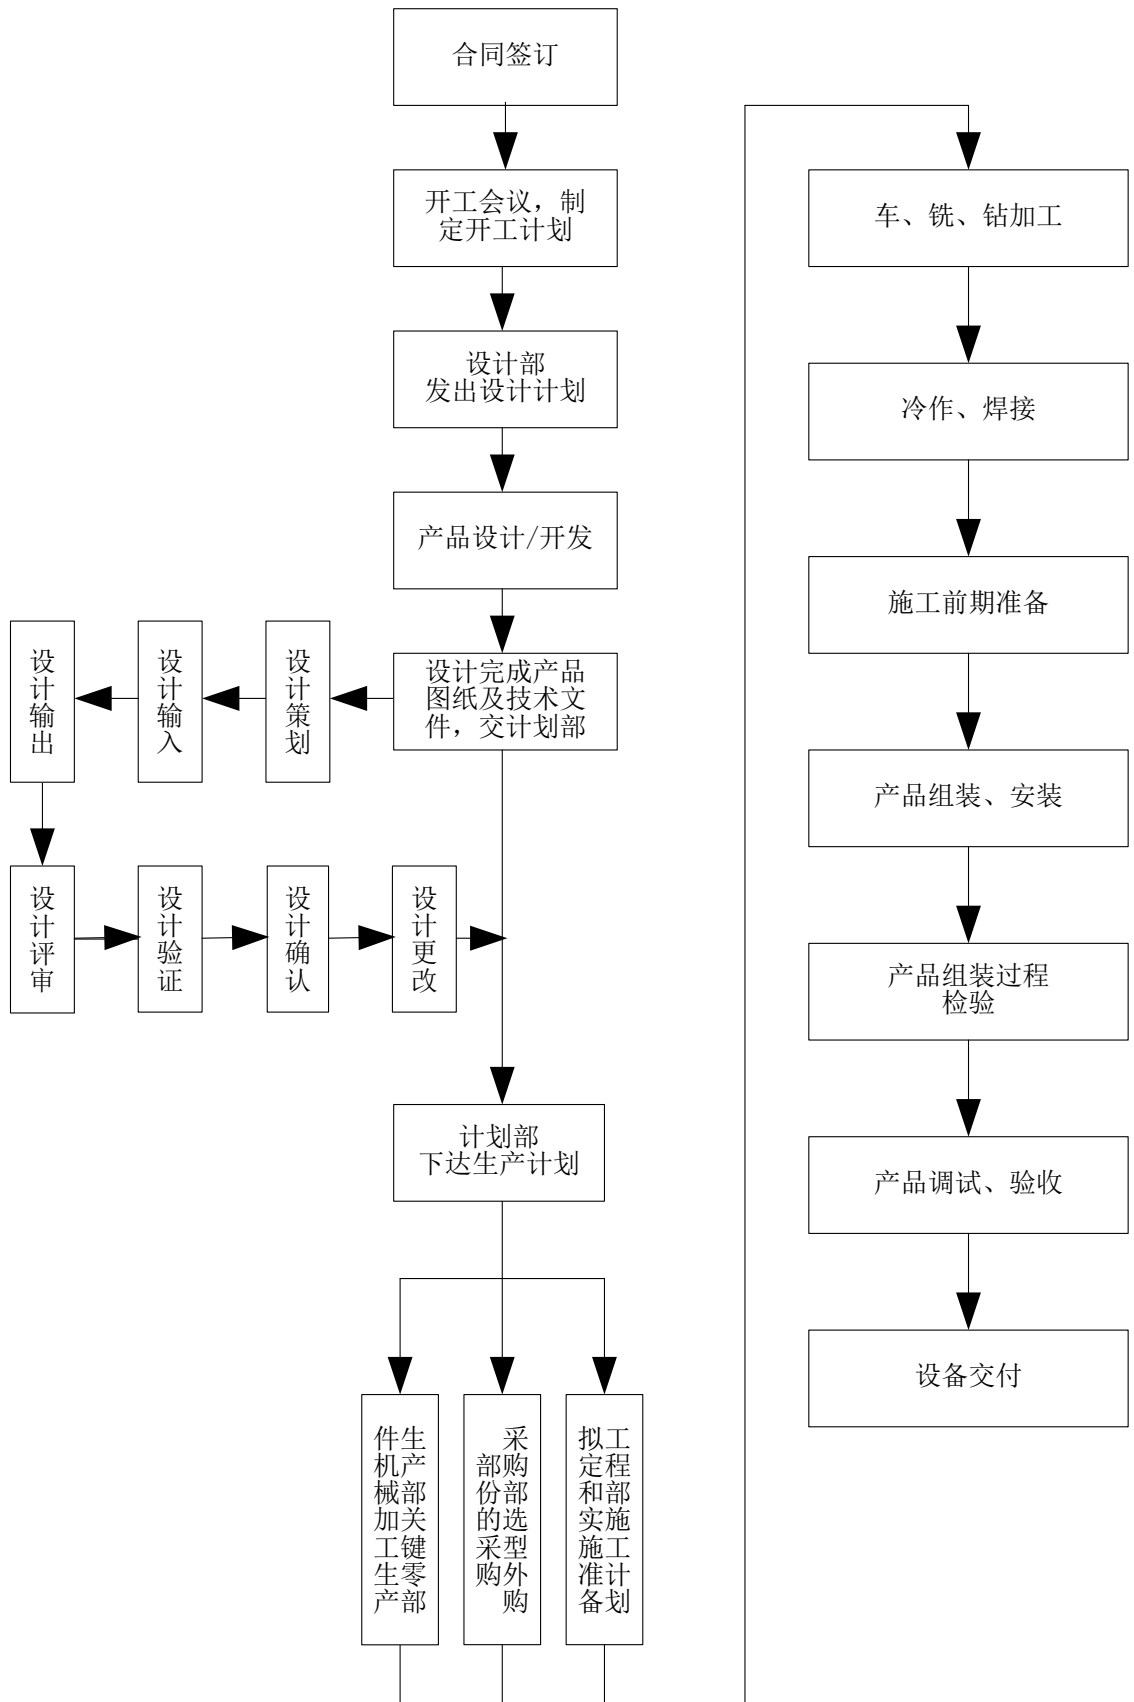 合同签订
开工会议，制
定开工计划
设计部
发出设计计划
产品设计/开发
设计完成产品
图纸及技术文
件，交计划部
设计策划
设计输入
设计输出
设计评审
设计验证
设计确认
设计更改
计划部
下达生产计划
生产部关键零部
件机械加工生产
采购部选型外购
部份的采购
工程部施工计划
拟定和实施准备
车、铣、钻加工
冷作、焊接
施工前期准备
产品组装、安装
产品组装过程
检验
产品调试、验收
设备交付